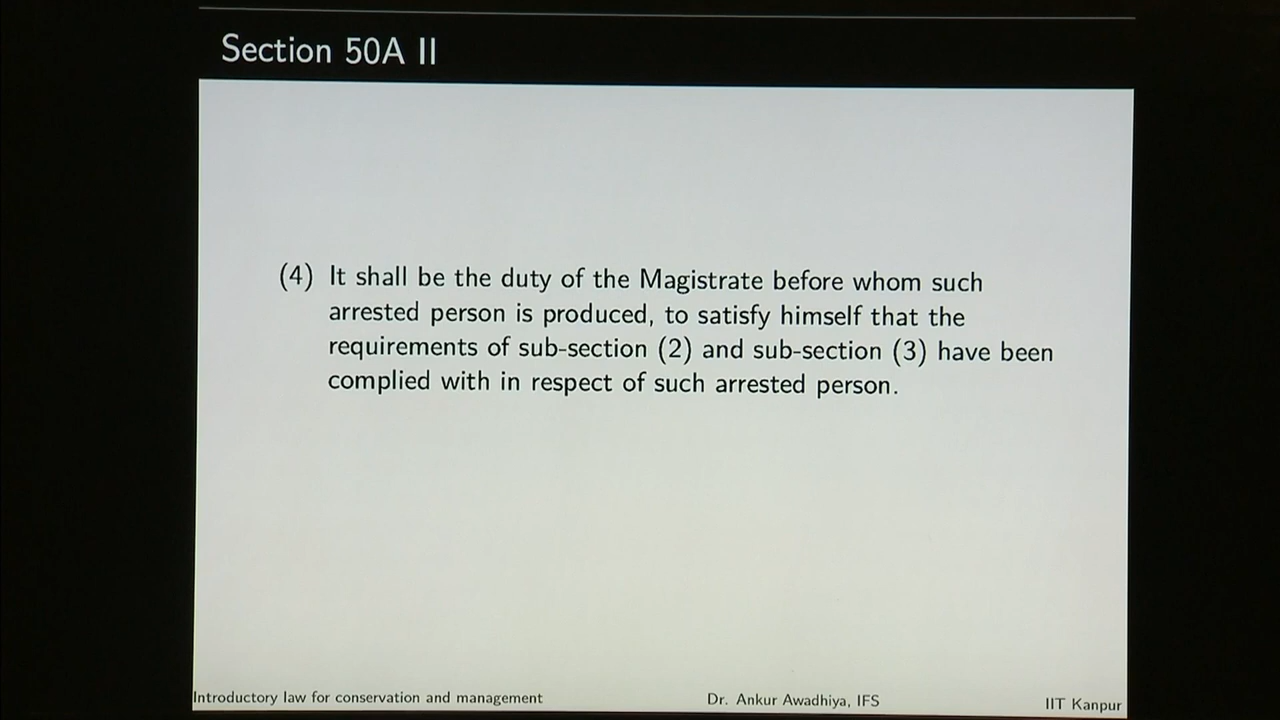 Section 50A II
(4) It shall be the duty of the Magistrate before whom such
arrested person is produced, to satisfy himself that the
requirements of sub-section (2) and sub-section (3) have been
complied with in respect of such arrested person.
Introductory law for conservation and management Dr. Ankur Awadhiya, IFS IIT Kanpur